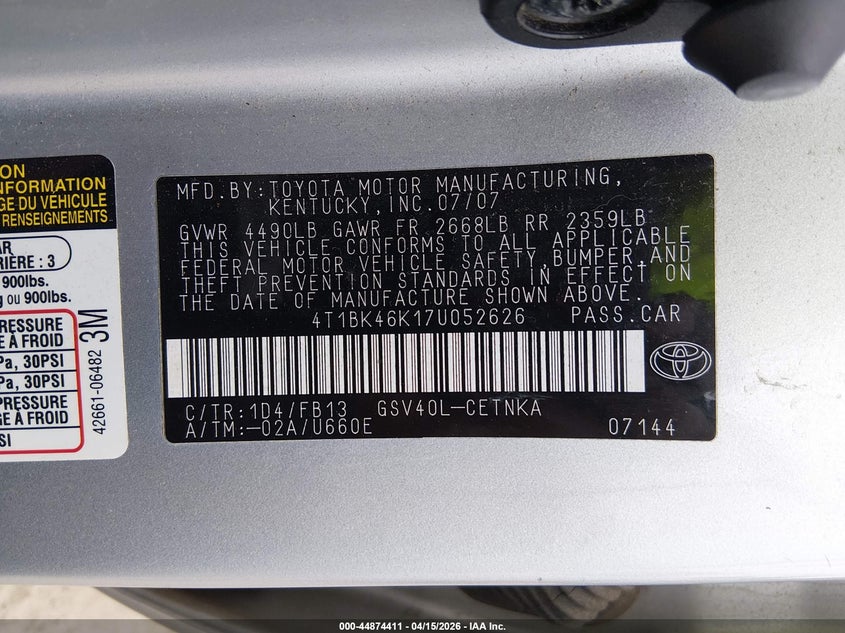 ION
INFORMATION
GE DU VÉHICULE
RENSEIGNEMENTS
AR
RIÈRE : 3
900lbs.
g ou 900lbs.
PRESSURE
À FROID
Pa, 30PSI
Pa, 30PSI
PRESSURE
À FROID
SI
42661-06482 3M
MFD.BY:TOYOTA MOTOR MANUFACTURING,
KENTUCKY,INC.07/07
GVWR 4490LB GAWR FR 2668LB RR 2359LB
THIS VEHICLE CONFORMS TO ALL APPLICABLE
FEDERAL MOTOR VEHICLE SAFETY,BUMPER,AND
THEFT PREVENTION STANDARDS IN EFFECT ON
THE DATE OF MANUFACTURE SHOWN ABOVE.
4T1BK46K17U052626 PASS.CAR
C/TR:1D4/FB13 GSV40L-CETNKA
A/TM:-02A/U660E 07144
000-44874411 - 04/15/2026 - IAA Inc.